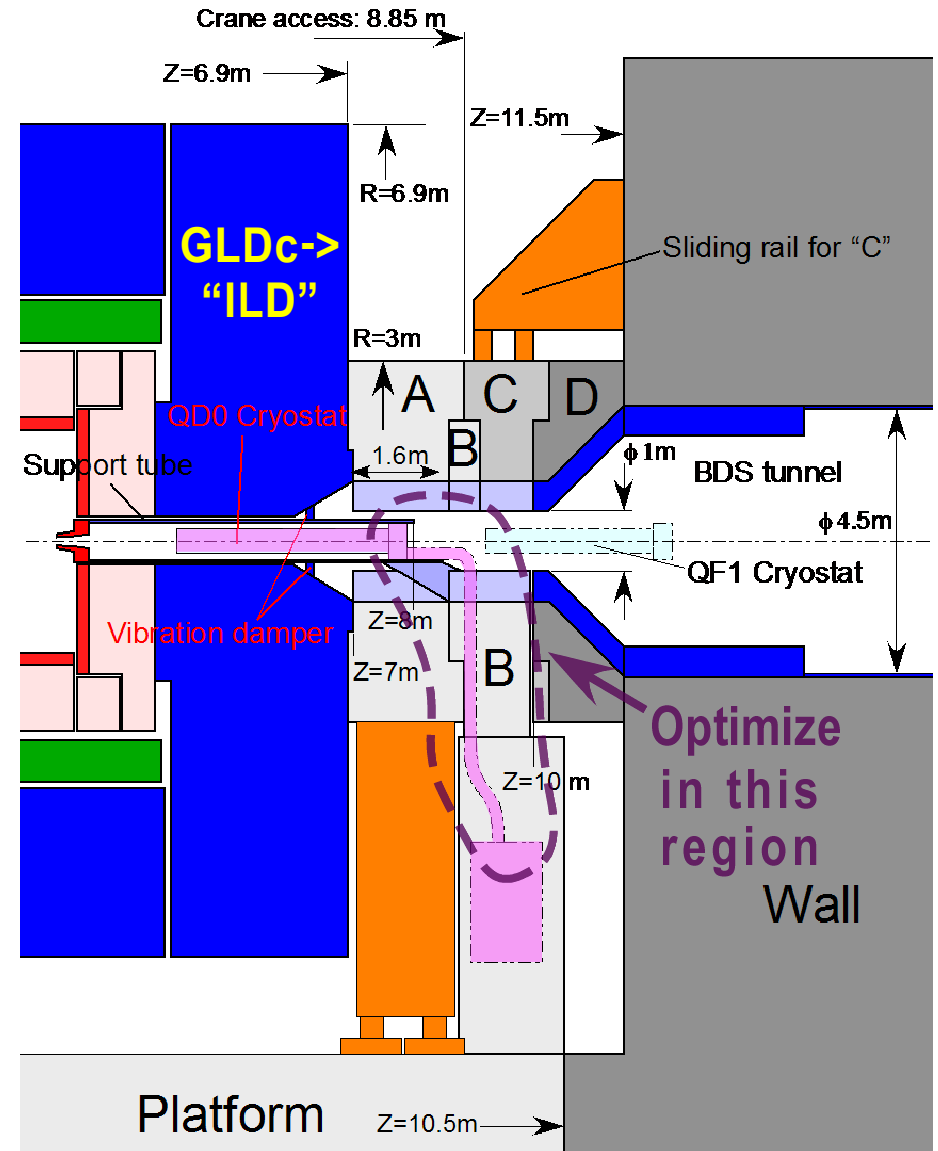 Crane access: 8.85 m
Z=6.9m
Z=11.5m
R=6.9m
GLDc->
“ILD”
Sliding rail for “C”
R=3m
A
C
D
QD0 Cryostat
B
1.6m
ϕ1m
Support tube
BDS tunnel
ϕ4.5m
QF1 Cryostat
Z=8m
Vibration damper
Z=7m
B
Optimize
in this
region
Z=10 m
Wall
Platform
Z=10.5m